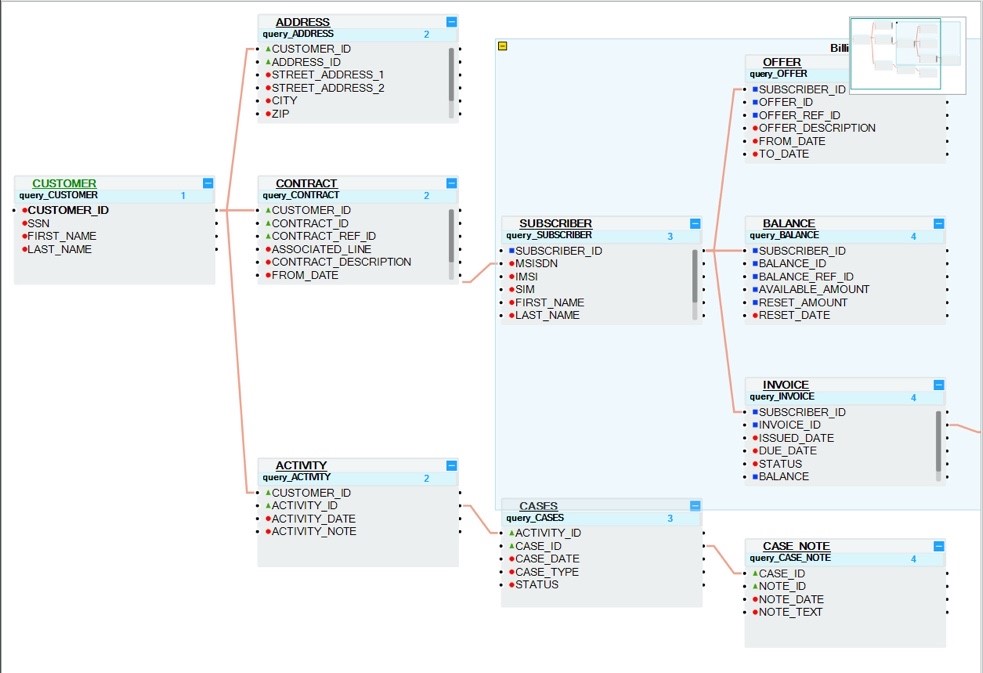 ADDRESS
query_ADDRESS 2
CUSTOMER_ID
ADDRESS_ID
STREET_ADDRESS_1
STREET_ADDRESS_2
CITY
ZIP
CUSTOMER
query_CUSTOMER 1
CUSTOMER_ID
SSN
FIRST_NAME
LAST_NAME
CONTRACT
query_CONTRACT 2
CUSTOMER_ID
CONTRACT_ID
CONTRACT_REF_ID
ASSOCIATED_LINE
CONTRACT_DESCRIPTION
FROM_DATE
ACTIVITY
query_ACTIVITY 2
CUSTOMER_ID
ACTIVITY_ID
ACTIVITY_DATE
ACTIVITY_NOTE
Billi
SUBSCRIBER
query_SUBSCRIBER 3
SUBSCRIBER_ID
MSISDN
IMSI
SIM
FIRST_NAME
LAST_NAME
CASES
query_CASES 3
ACTIVITY_ID
CASE_ID
CASE_DATE
CASE_TYPE
STATUS
OFFER
query_OFFER
SUBSCRIBER_ID
OFFER_ID
OFFER_REF_ID
OFFER_DESCRIPTION
FROM_DATE
TO_DATE
BALANCE
query_BALANCE 4
SUBSCRIBER_ID
BALANCE_ID
BALANCE_REF_ID
AVAILABLE_AMOUNT
RESET_AMOUNT
RESET_DATE
INVOICE
query_INVOICE 4
SUBSCRIBER_ID
INVOICE_ID
ISSUED_DATE
DUE_DATE
STATUS
BALANCE
CASE_NOTE
query_CASE_NOTE 4
CASE_ID
NOTE_ID
NOTE_DATE
NOTE_TEXT